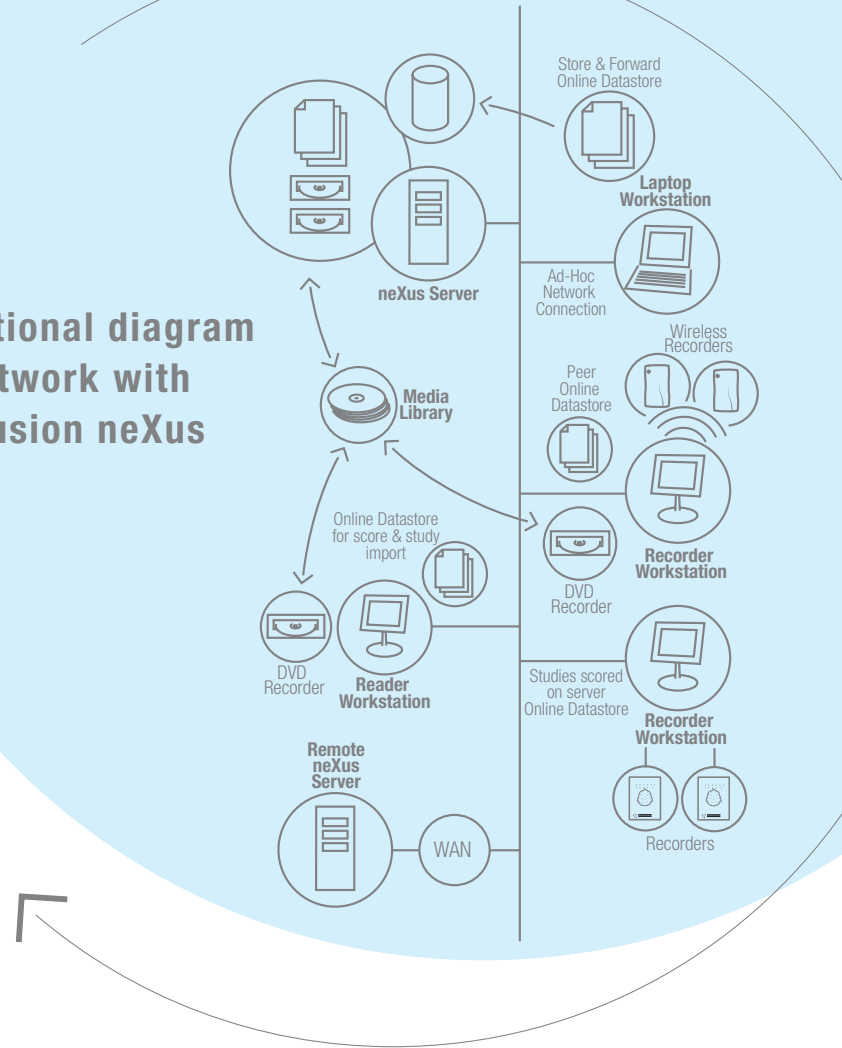 tional diagram
twork with
usion neXus
Store & Forward
Online Datastore
Laptop
Workstation
neXus Server
Ad-Hoc
Network
Connection
Wireless
Recorders
Peer
Online
Datastore
Media
Library
Online Datastore
for score & study
import
Recorder
Workstation
DVD
Recorder
DVD
Recorder
Reader
Workstation
Studies scored
on server
Online Datastore
Recorder
Workstation
Remote
neXus
Server
WAN
Recorders